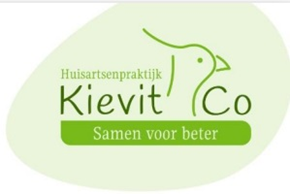 Huisartsenpraktijk
Kievit Co
Samen voor beter